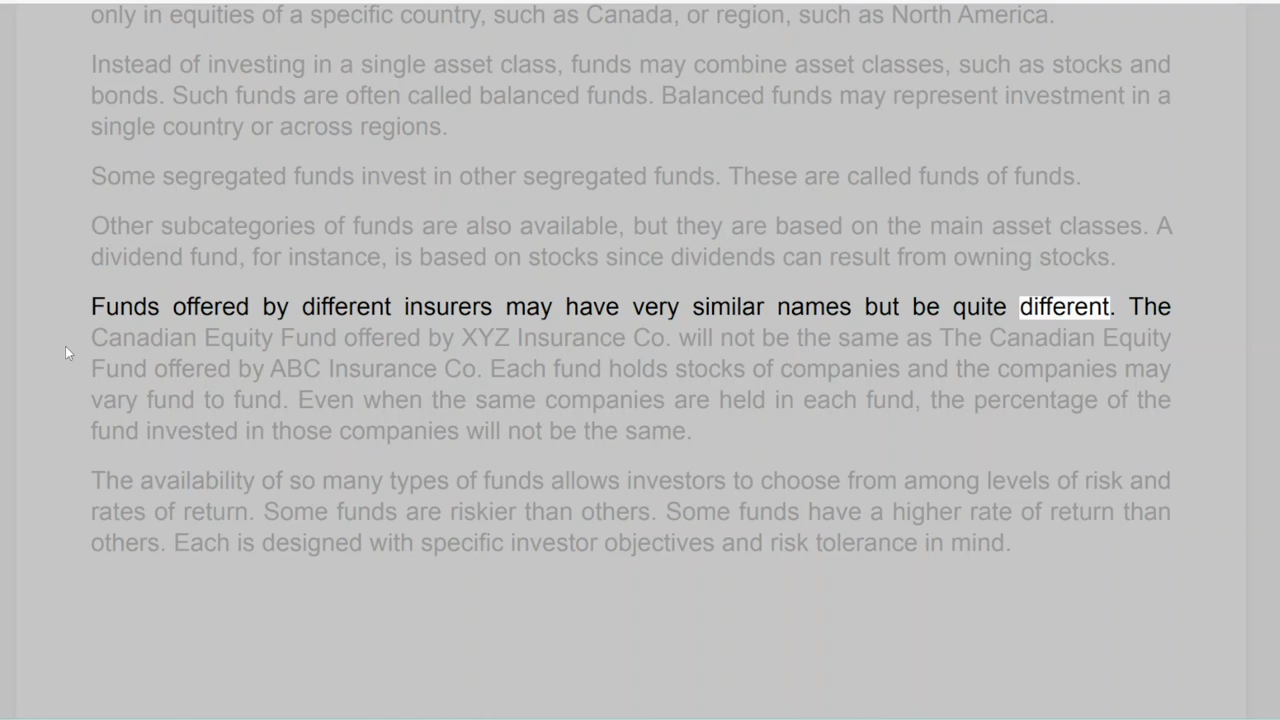 only in equities of a specific country, such as Canada, or region, such as North America.
Instead of investing in a single asset class, funds may combine asset classes, such as stocks and
bonds. Such funds are often called balanced funds. Balanced funds may represent investment in a
single country or across regions.
Some segregated funds invest in other segregated funds. These are called funds of funds.
Other subcategories of funds are also available, but they are based on the main asset classes. A
dividend fund, for instance, is based on stocks since dividends can result from owning stocks.
Funds offered by different insurers may have very similar names but be quite different. The
Canadian Equity Fund offered by XYZ Insurance Co. will not be the same as The Canadian Equity
Fund offered by ABC Insurance Co. Each fund holds stocks of companies and the companies may
vary fund to fund. Even when the same companies are held in each fund, the percentage of the
fund invested in those companies will not be the same.
The availability of so many types of funds allows investors to choose from among levels of risk and
rates of return. Some funds are riskier than others. Some funds have a higher rate of return than
others. Each is designed with specific investor objectives and risk tolerance in mind.